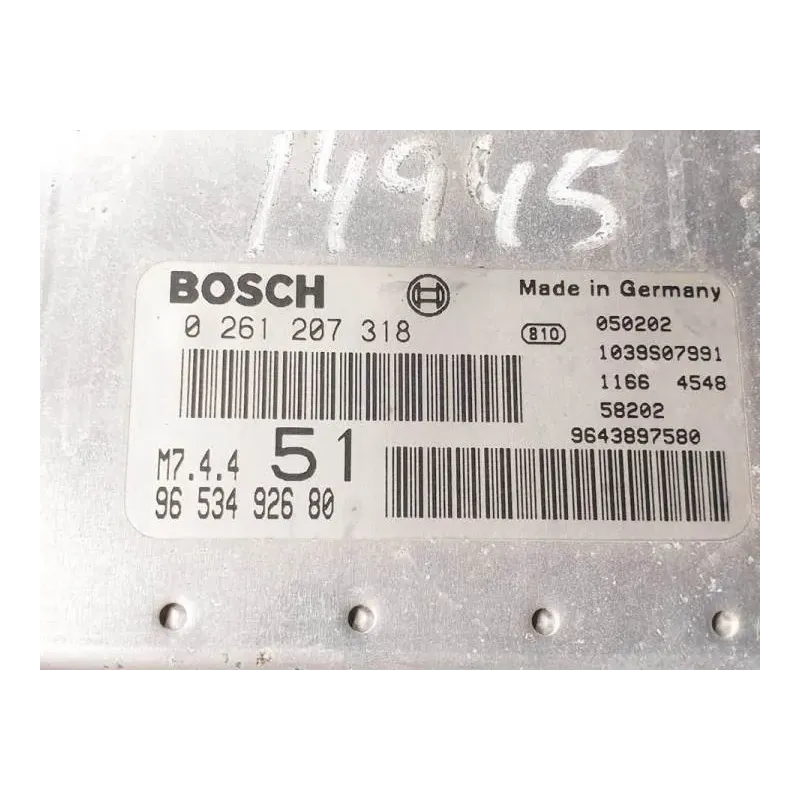 14945
BOSCH
Made in Germany
0 261 207 318
810
050202
1039S07991
1166 4548
58202
9643897580
M7.4.4 51
96 534 926 80